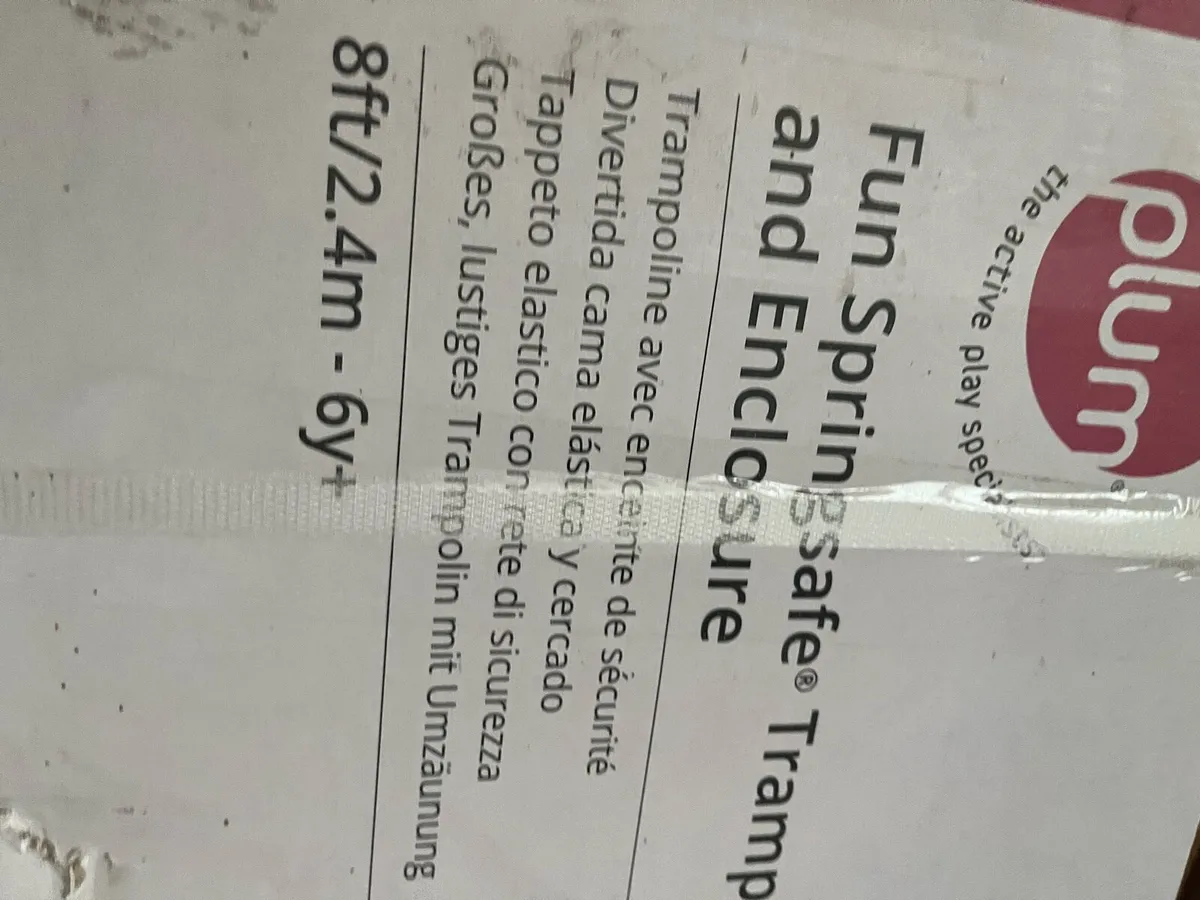 plum®
the active play
Fun Springsafe® Tramp
and Enclosure
Trampoline avec enceinte de sécurité
Divertida cama elástica y cercado
Tappeto elastico con rete di sicurezza
Großes, lustiges Trampolin mit Umzäunung
8ft/2.4m - 6y+